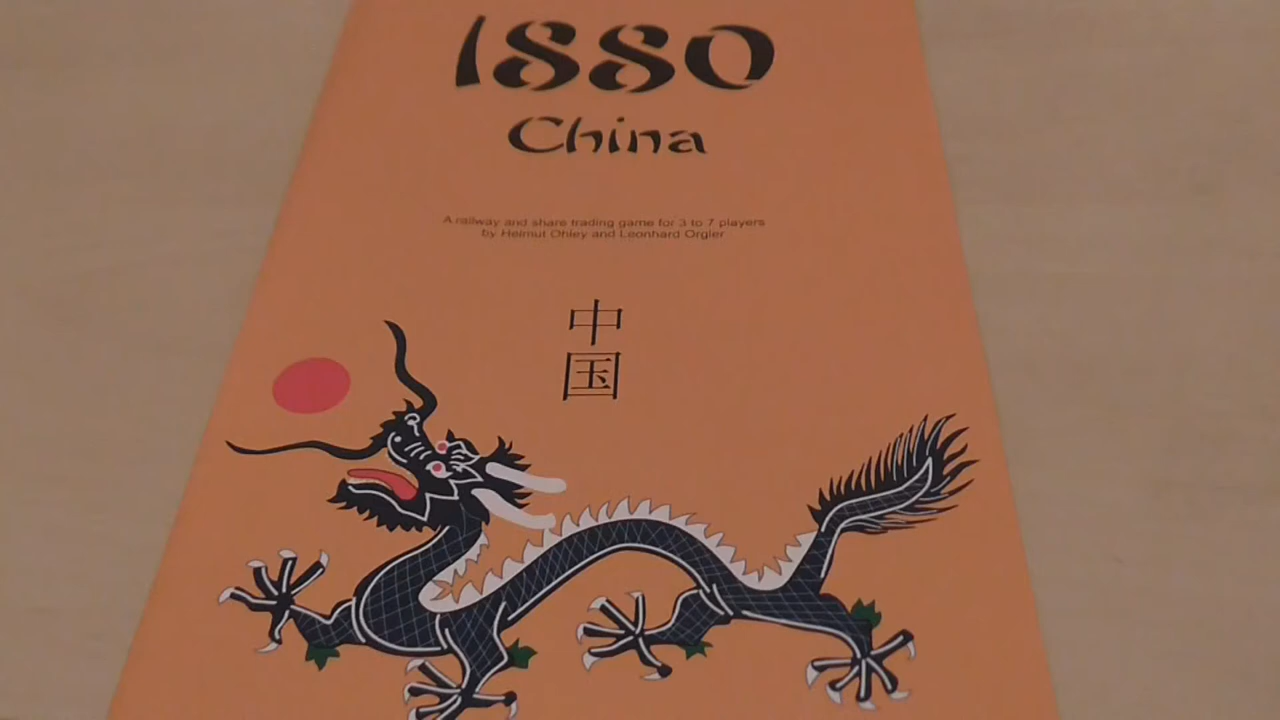 1880
China
A railway and share trading game for 3 to 7 players
by Helmut Ohley and Leonhard Orgler
中
国